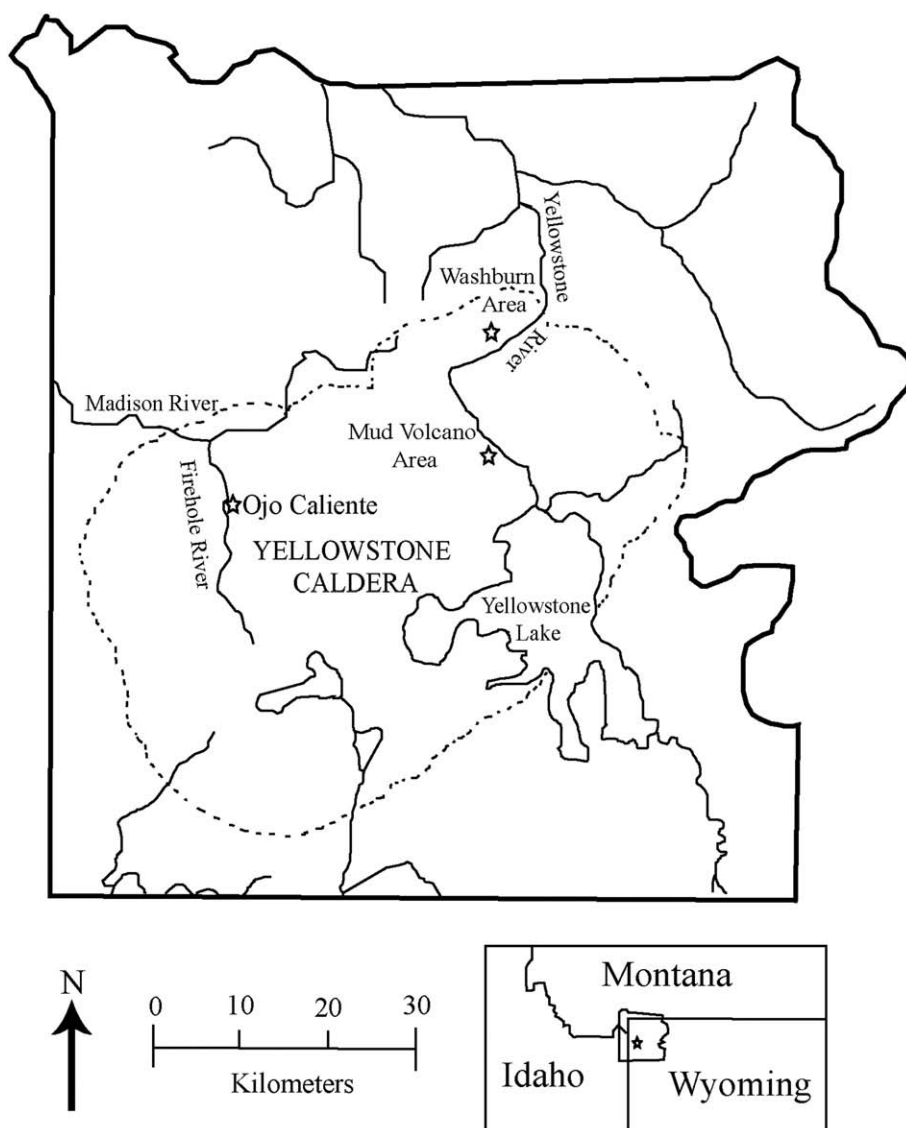 Yellowstone
River
Washburn
Area
Madison River
Mud Volcano
Area
Firehole River
Ojo Caliente
YELLOWSTONE
CALDERA
Yellowstone
Lake
N
0 10 20 30
Kilometers
Montana
Idaho
Wyoming